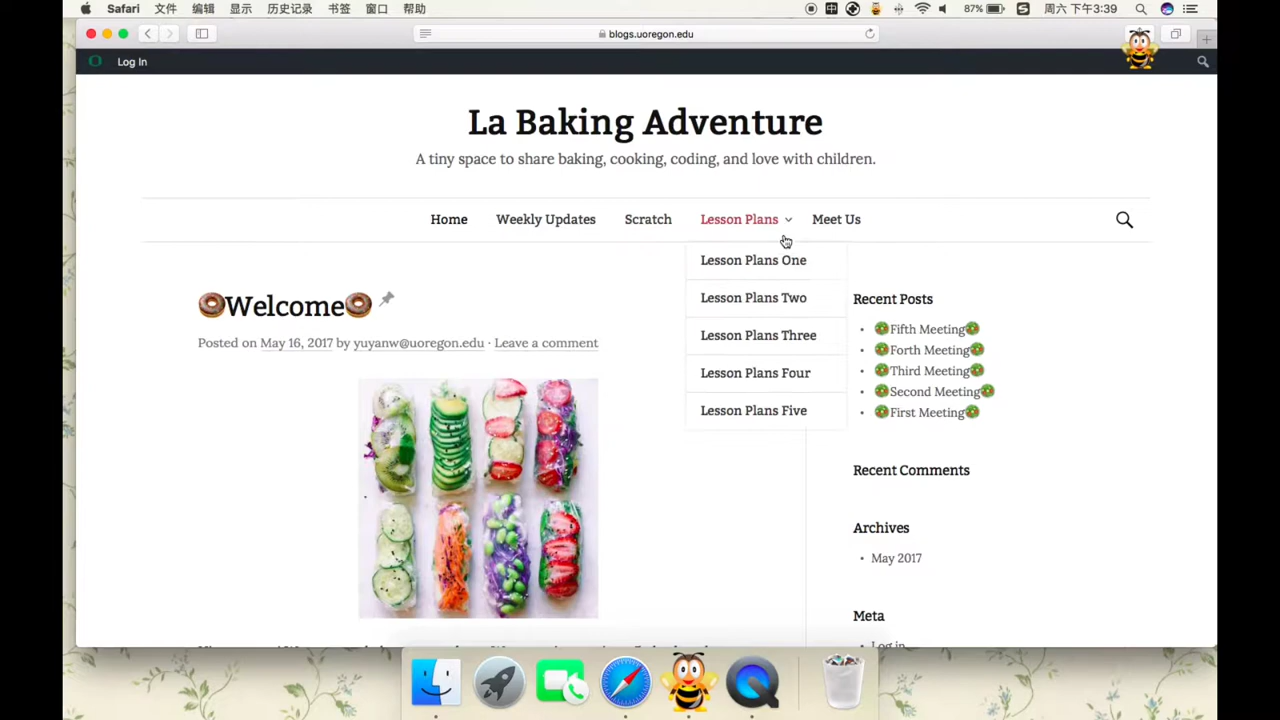 Safari 文件 编辑 显示 历史记录 书签 窗口 帮助 中 87% S 周六 下午3:39
blogs.uoregon.edu
Log In
La Baking Adventure
A tiny space to share baking, cooking, coding, and love with children.
Home Weekly Updates Scratch Lesson Plans Meet Us
Lesson Plans One
Lesson Plans Two
Lesson Plans Three
Lesson Plans Four
Lesson Plans Five
Welcome
Posted on May 16, 2017 by yuyanw@uoregon.edu · Leave a comment
Recent Posts
Fifth Meeting
Forth Meeting
Third Meeting
Second Meeting
First Meeting
Recent Comments
Archives
May 2017
Meta
Log in